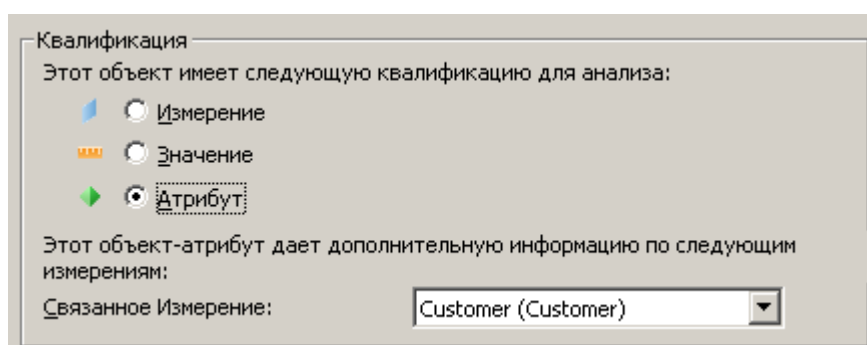 Квалификация
Этот объект имеет следующую квалификацию для анализа:
Измерение
Значение
Атрибут
Этот объект-атрибут дает дополнительную информацию по следующим
измерениям:
Связанное Измерение: Customer (Customer)